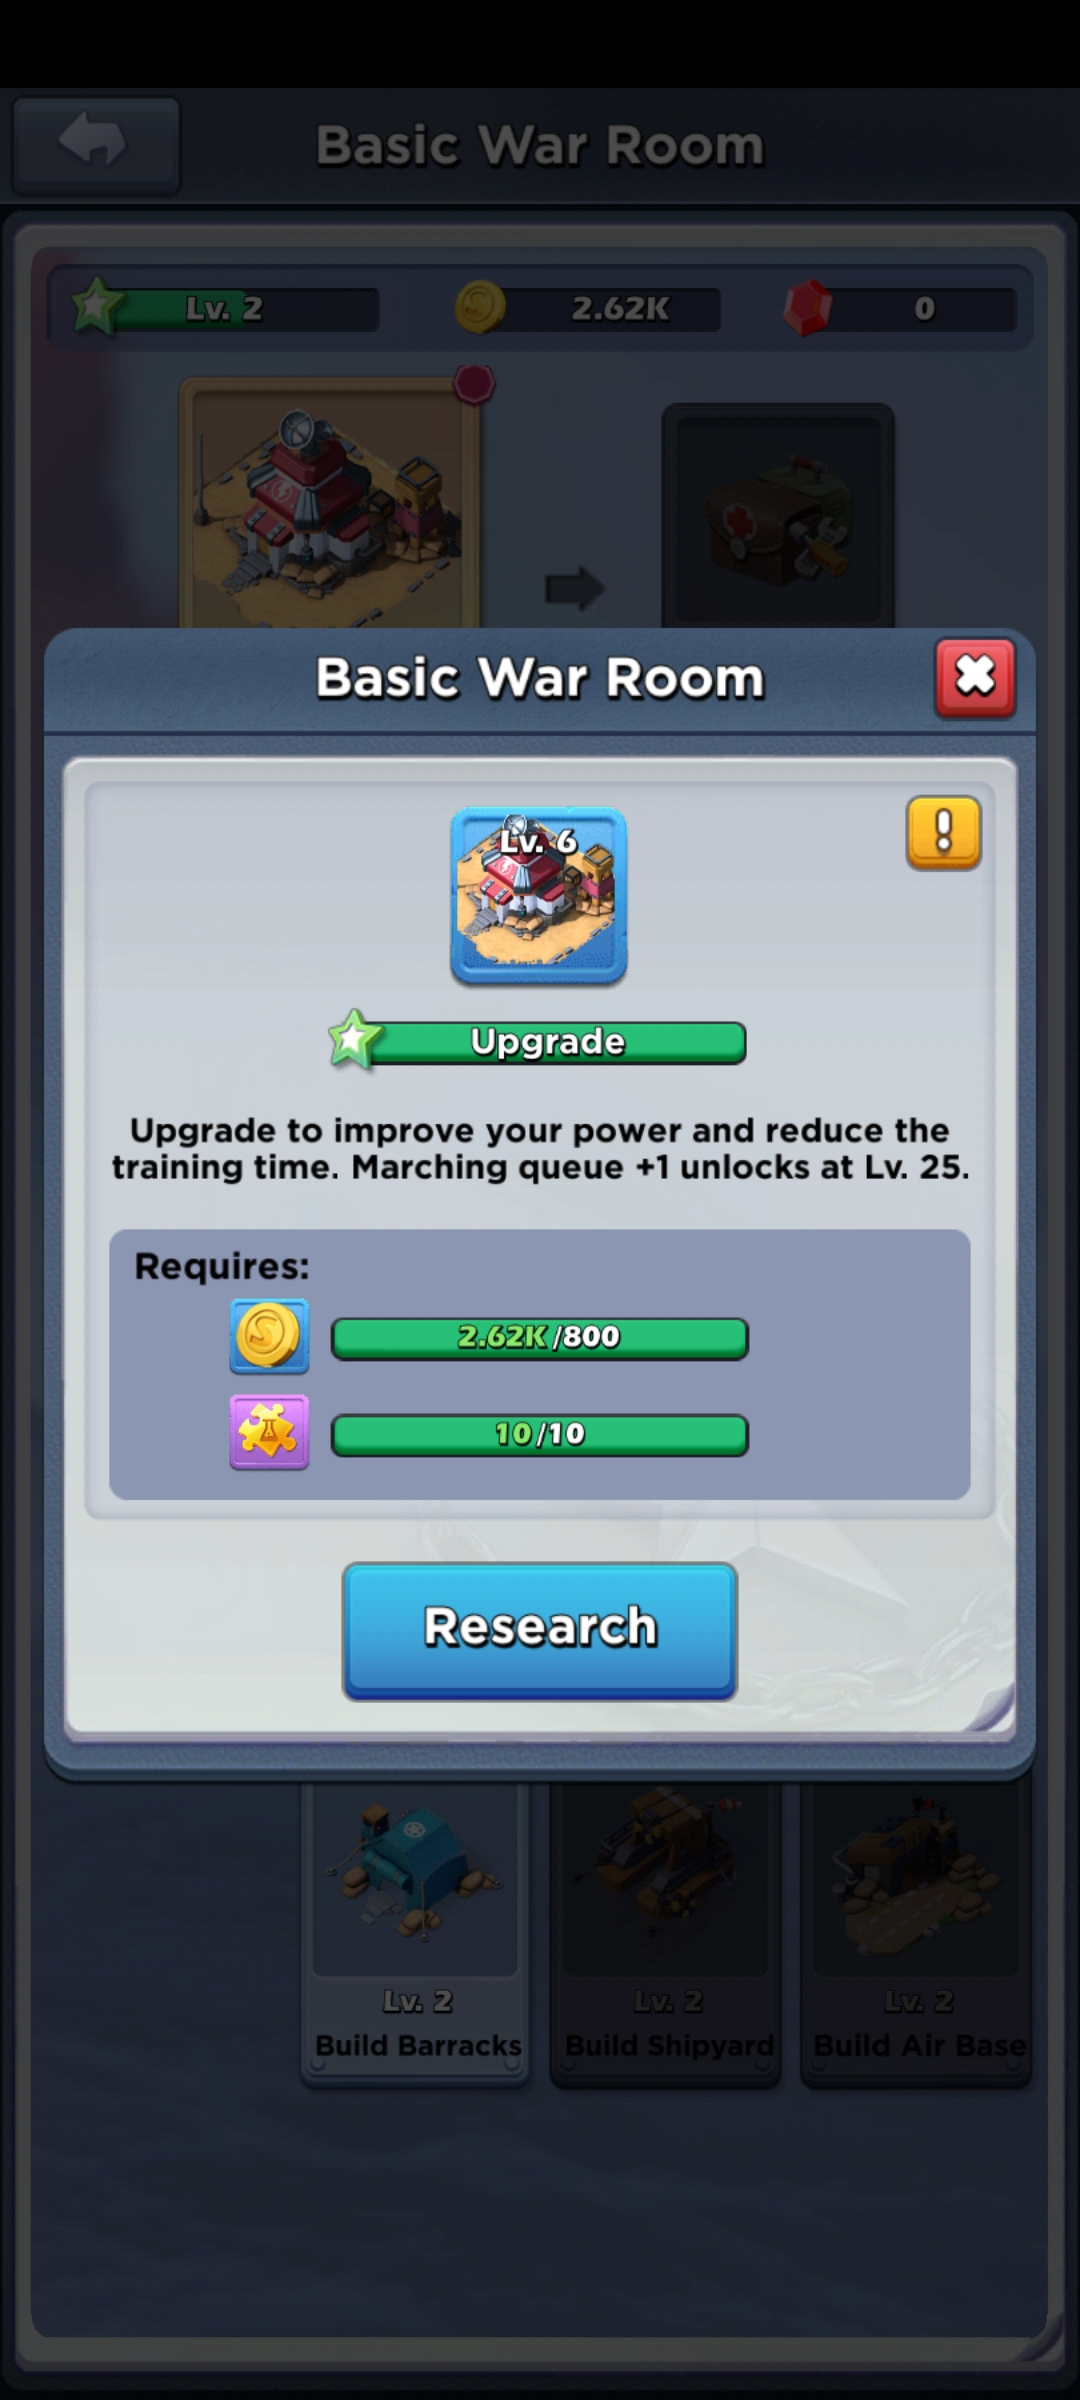 Basic War Room
Lv. 2
2.62K
0
Basic War Room
Lv. 6
Upgrade
Upgrade to improve your power and reduce the
training time. Marching queue +1 unlocks at Lv. 25.
Requires:
2.62K/800
10/10
Research
Lv. 2
Lv. 2
Lv. 2
Build Barracks
Build Shipyard
Build Air Base